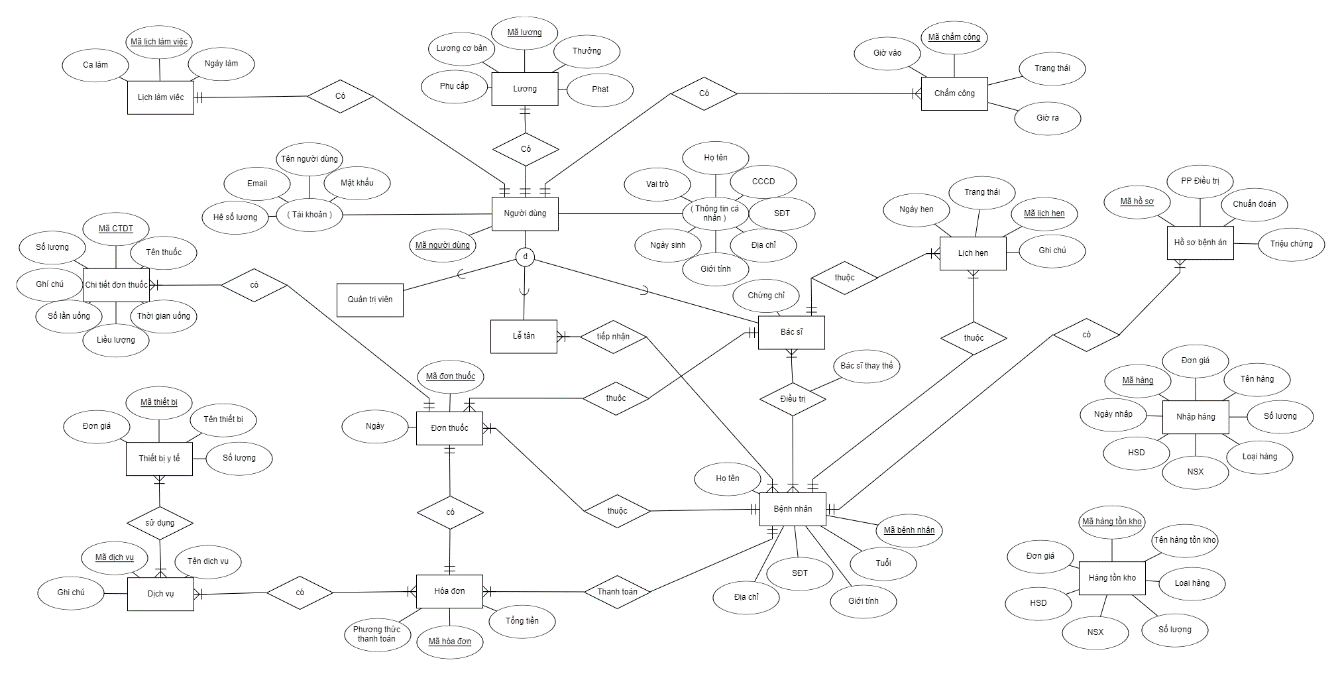 Mã lịch làm việc
Ca làm
Ngày làm
Lịch làm việc
Có
Mã lương
Lương cơ bản
Thưởng
Phụ cấp
Lương
Phat
Có
Có
Mã chấm công
Giờ vào
Trang thái
Chấm công
Giờ ra
Tên người dùng
Email
Mật khẩu
Hê số lương
( Tài khoản )
Người dùng
Mã người dùng
Họ tên
Vai trò
CCCD
( Thông tin cá
nhân )
SĐT
Ngày sinh
Địa chỉ
Giới tính
d
Quản trị viên
Lễ tân
Chứng chỉ
Bác sĩ
Trang thái
Ngày hẹn
Mã lịch hen
Lich hen
Ghi chú
thuộc
thuộc
PP Điều trị
Mã hồ sơ
Chuẩn đoán
Hồ sơ bệnh án
Triệu chứng
có
Mã CTDT
Số lượng
Tên thuốc
Ghí chú
Chi tiết đơn thuốc
Số lần uống
Thời gian uống
Liều lượng
có
tiếp nhận
thuộc
Bác sĩ thay thế
Điều trị
Mã đơn thuốc
Ngày
Đơn thuốc
có
thuộc
Mã thiết bị
Đơn giá
Tên thiết bị
Thiết bị y tế
Số lượng
sử dụng
Mã dịch vụ
Tên dich vu
Ghi chú
Dịch vụ
có
Hóa đơn
Phương thức
thanh toán
Mã hóa đơn
Tổng tiền
Thanh toán
Ho tên
Bệnh nhân
Mã bệnh nhân
Tuổi
SĐT
Địa chỉ
Giới tính
Đơn giá
Mã hàng
Tên hàng
Ngày nhập
Nhập hàng
Số lượng
HSD
Loại hàng
NSX
Mã hàng tồn kho
Tên hàng tồn kho
Đơn giá
Hàng tồn kho
Loại hàng
HSD
NSX
Số lượng